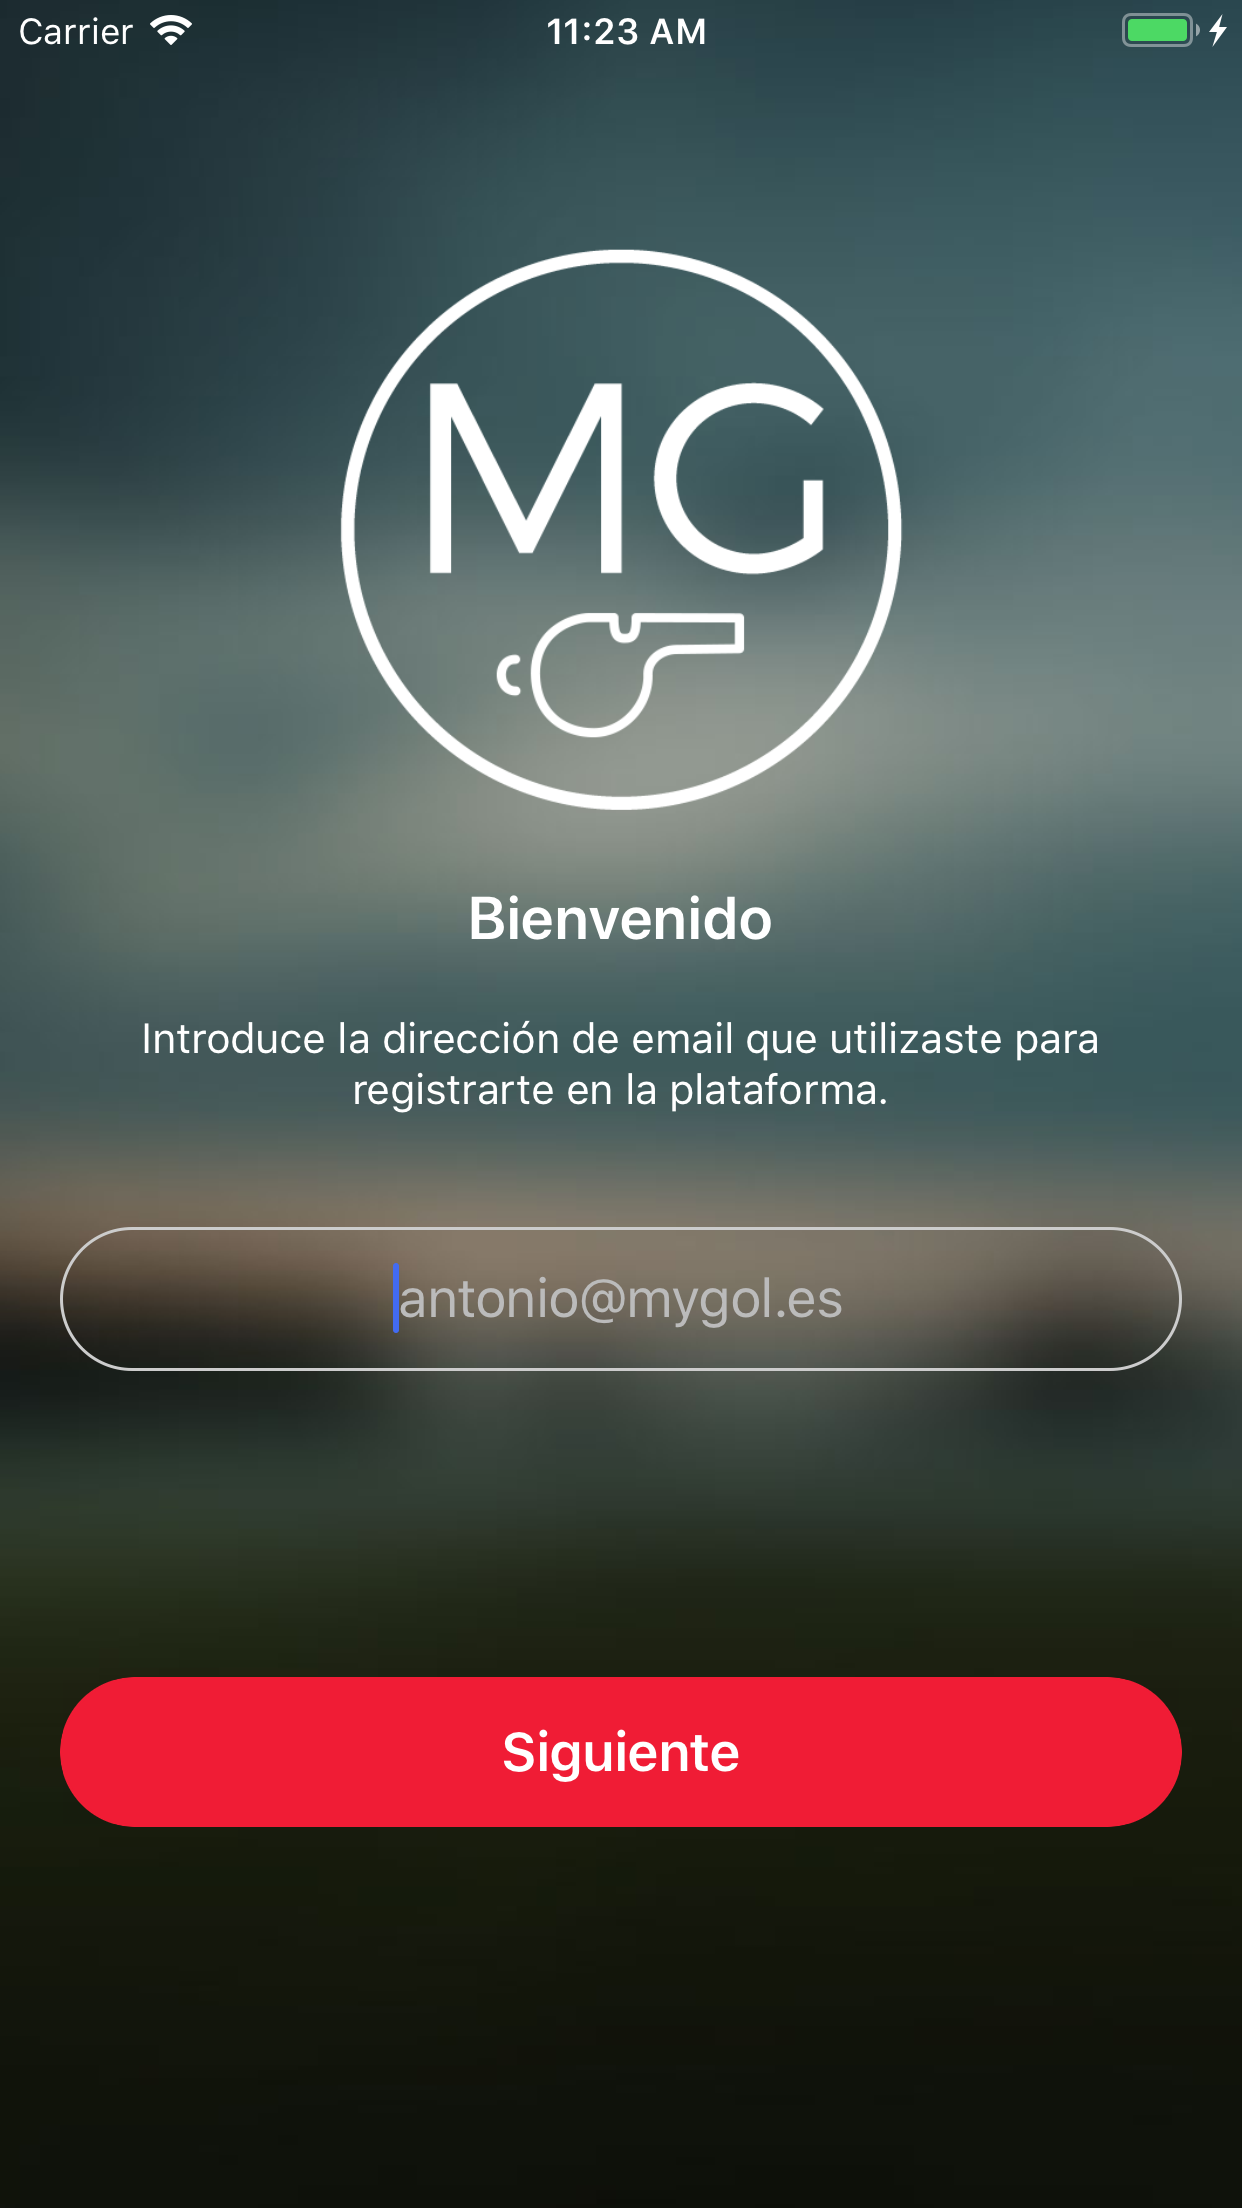 Carrier
11:23 AM
MG
Bienvenido
Introduce la dirección de email que utilizaste para
registrarte en la plataforma.
antonio@mygol.es
Siguiente